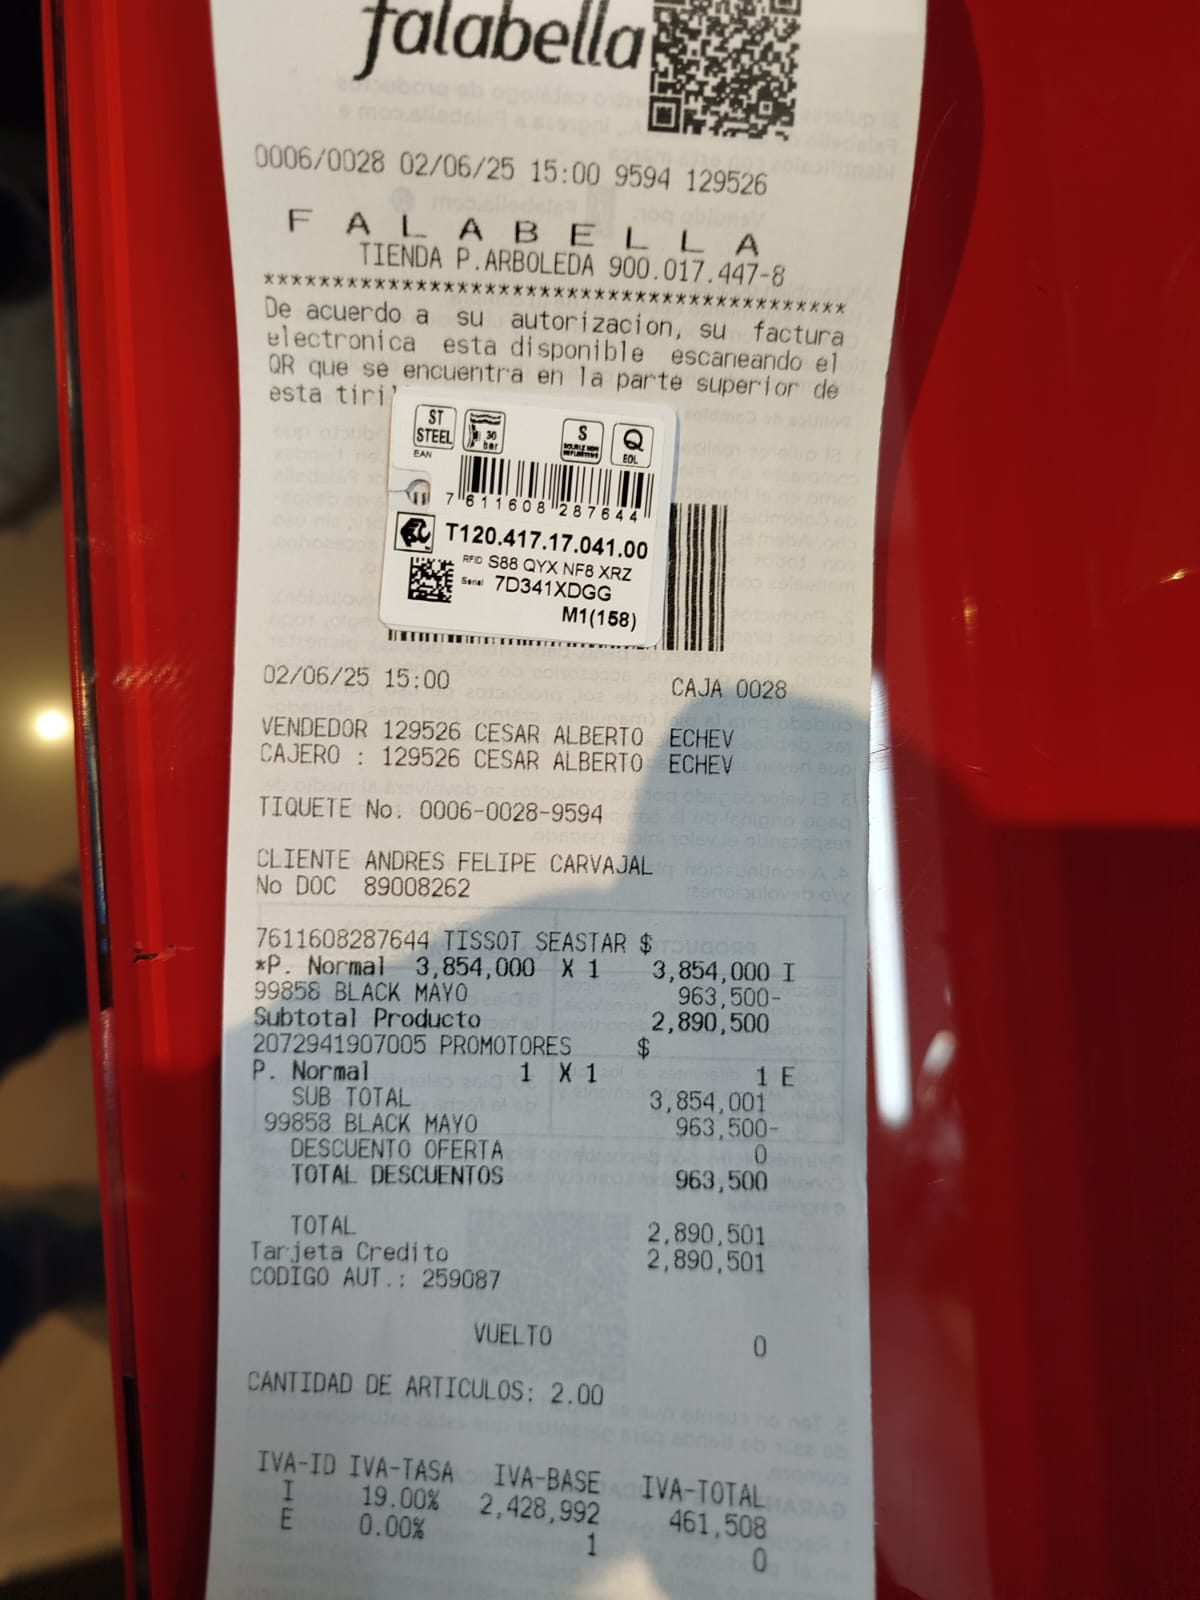 falabella
0006/0028 02/06/25 15:00 9594 129526
F A L A B E L L A
TIENDA P.ARBOLEDA 900.017.447-8
*******************************************
De acuerdo a su autorizacion, su factura
electronica esta disponible escaneando el
QR que se encuentra en la parte superior de
esta
ST STEEL
EAN
30 bar
S
Q
EOL
7 611608 287644
T120.417.17.041.00
RFID S88 QYX NF8 XRZ
Serial 7D341XDGG
M1(158)
02/06/25 15:00 CAJA 0028
VENDEDOR 129526 CESAR ALBERTO ECHEV
CAJERO : 129526 CESAR ALBERTO ECHEV
TIQUETE No. 0006-0028-9594
CLIENTE ANDRES FELIPE CARVAJAL
No DOC 89008262
7611608287644 TISSOT SEASTAR $
*P. Normal 3,854,000 X 1 3,854,000 I
99858 BLACK MAYO 963,500-
Subtotal Producto 2,890,500
2072941907005 PROMOTORES $
P. Normal 1 X 1 1 E
SUB TOTAL 3,854,001
99858 BLACK MAYO 963,500-
DESCUENTO OFERTA 0
TOTAL DESCUENTOS 963,500
TOTAL 2,890,501
Tarjeta Credito 2,890,501
CODIGO AUT.: 259087
VUELTO 0
CANTIDAD DE ARTICULOS: 2.00
IVA-ID IVA-TASA IVA-BASE IVA-TOTAL
I 19.00% 2,428,992 461,508
E 0.00% 1 0